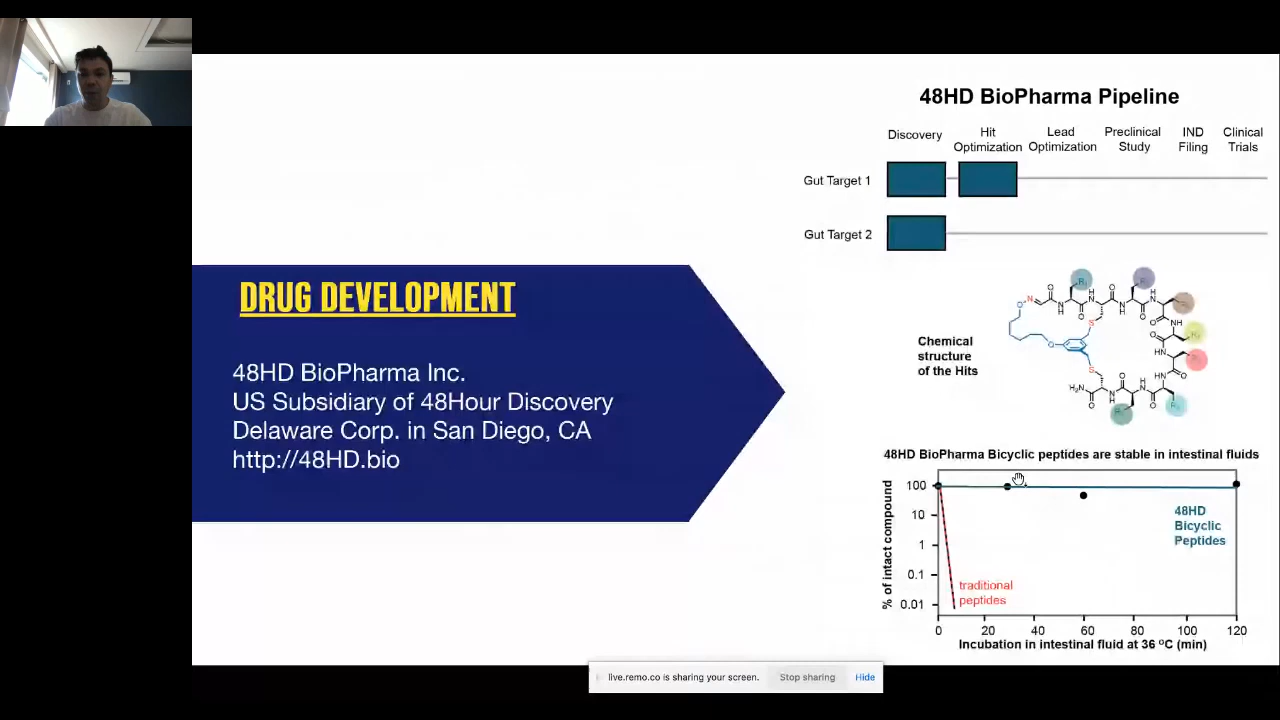 48HD BioPharma Pipeline
Discovery
Hit Optimization
Lead Optimization
Preclinical Study
IND Filing
Clinical Trials
Gut Target 1
Gut Target 2
DRUG DEVELOPMENT
48HD BioPharma Inc.
US Subsidiary of 48Hour Discovery
Delaware Corp. in San Diego, CA
http://48HD.bio
Chemical
structure
of the Hits
48HD BioPharma Bicyclic peptides are stable in intestinal fluids
% of intact compound
100
10
1
0.1
0.01
48HD
Bicyclic
Peptides
traditional
peptides
0 20 40 60 80 100 120
Incubation in intestinal fluid at 36 ºC (min)
live.remo.co is sharing your screen. Stop sharing Hide